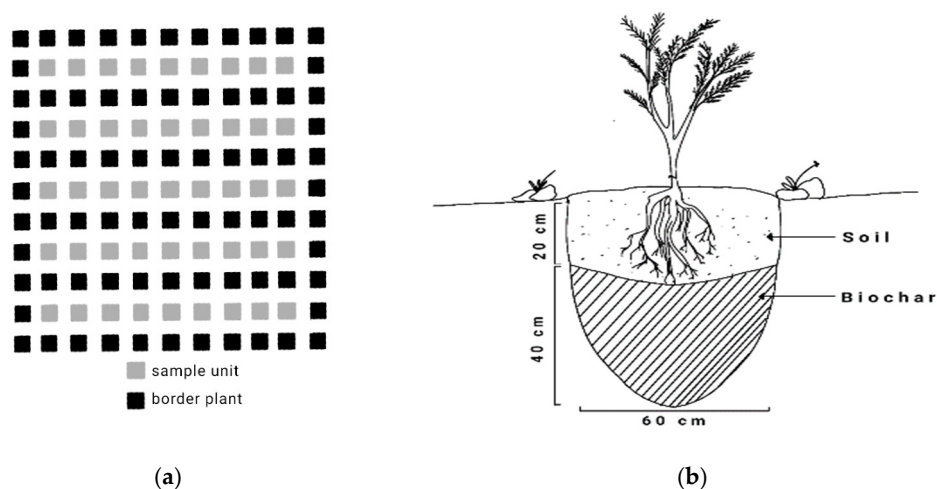 sample unit
border plant
(a)
20 cm
40 cm
60 cm
Soil
Biochar
(b)